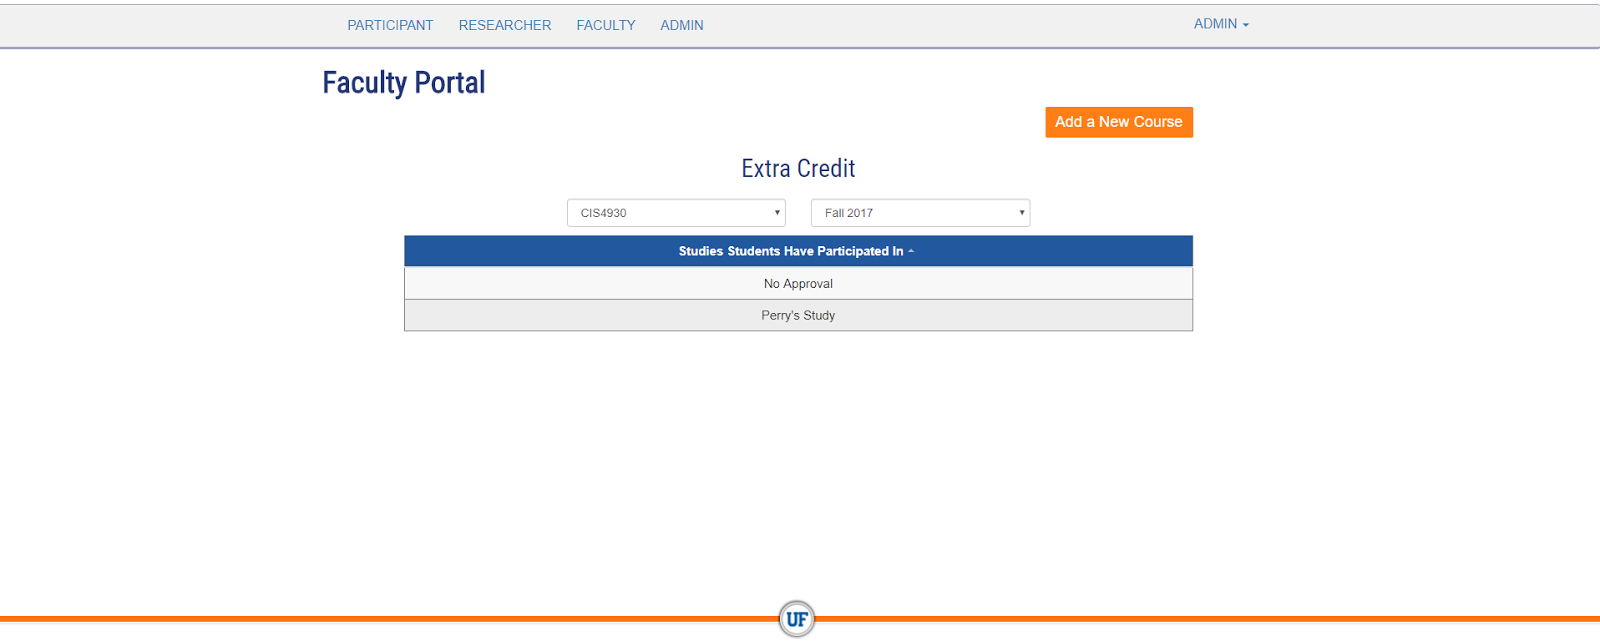 PARTICIPANT RESEARCHER FACULTY ADMIN ADMIN
Faculty Portal
Add a New Course
Extra Credit
CIS4930 Fall 2017
Studies Students Have Participated In
No Approval
Perry's Study
UF